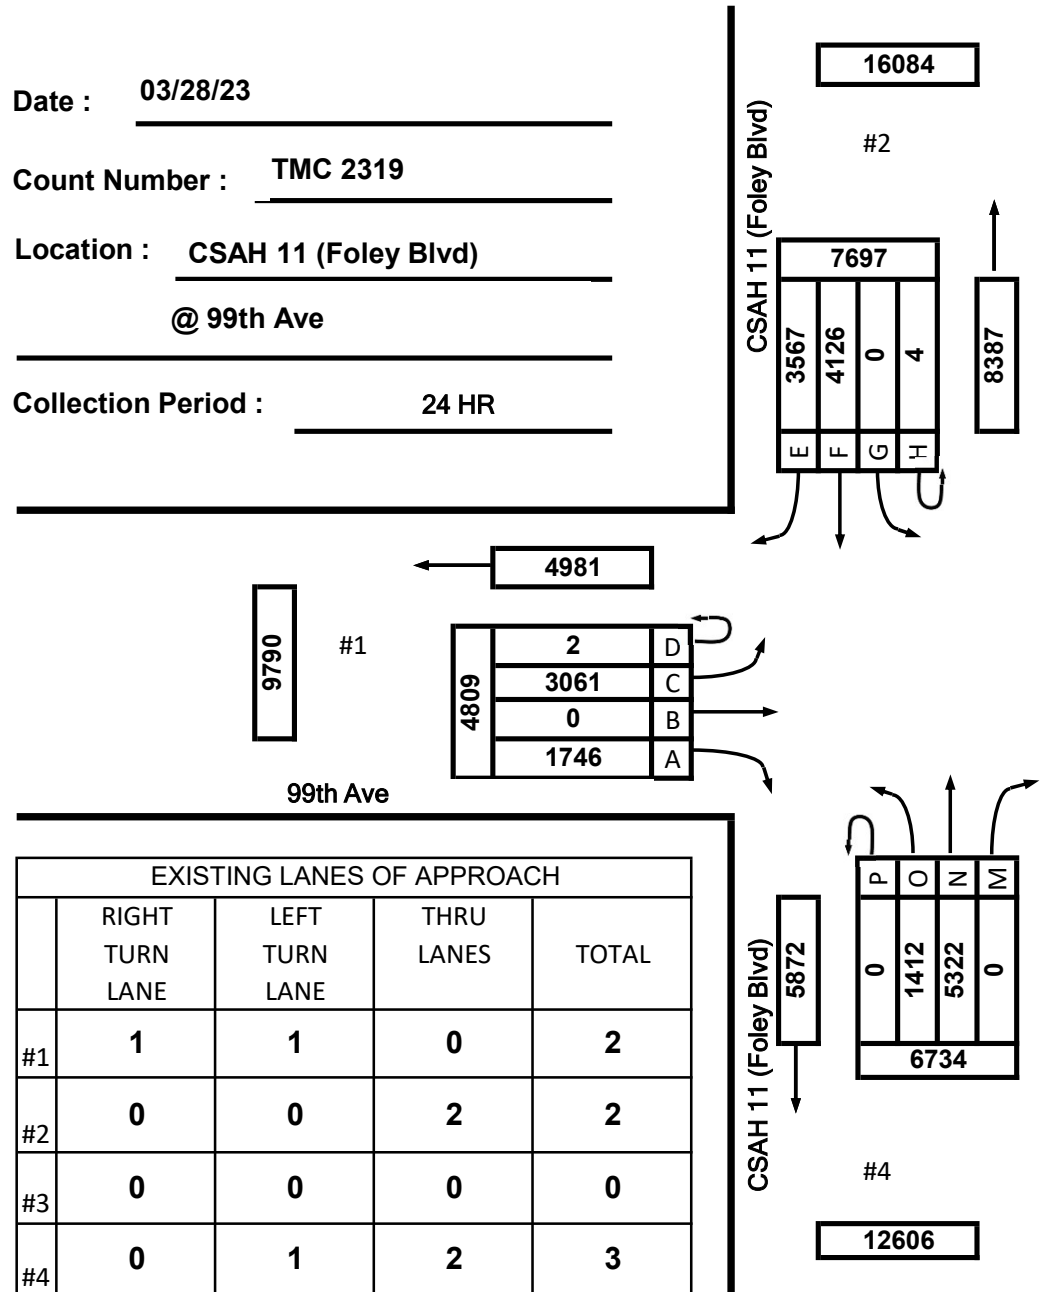 Date : 03/28/23
Count Number : TMC 2319
Location : CSAH 11 (Foley Blvd)
@ 99th Ave
Collection Period : 24 HR
16084
#2
CSAH 11 (Foley Blvd)
7697
3567 4126 0 4
E F G H
8387
4981
9790
#1
4809
2 D
3061 C
0 B
1746 A
99th Ave
P O N M
0 1412 5322 0
6734
5872
CSAH 11 (Foley Blvd)
#4
12606
EXISTING LANES OF APPROACH
RIGHT LEFT THRU
TURN TURN LANES TOTAL
LANE LANE
#1 1 1 0 2
#2 0 0 2 2
#3 0 0 0 0
#4 0 1 2 3